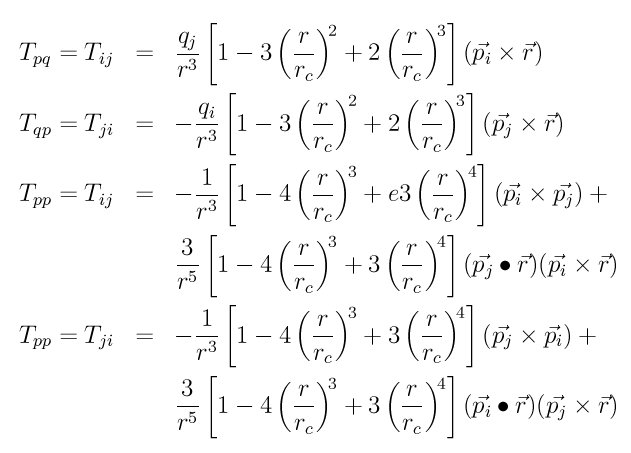 T_{pq} = T_{ij} = \frac{q_j}{r^3} \left[ 1 - 3 \left( \frac{r}{r_c} \right)^2 + 2 \left( \frac{r}{r_c} \right)^3 \right] (\vec{p_i} \times \vec{r})
T_{qp} = T_{ji} = -\frac{q_i}{r^3} \left[ 1 - 3 \left( \frac{r}{r_c} \right)^2 + 2 \left( \frac{r}{r_c} \right)^3 \right] (\vec{p_j} \times \vec{r})
T_{pp} = T_{ij} = -\frac{1}{r^3} \left[ 1 - 4 \left( \frac{r}{r_c} \right)^3 + e3 \left( \frac{r}{r_c} \right)^4 \right] (\vec{p_i} \times \vec{p_j}) +
\frac{3}{r^5} \left[ 1 - 4 \left( \frac{r}{r_c} \right)^3 + 3 \left( \frac{r}{r_c} \right)^4 \right] (\vec{p_j} \bullet \vec{r}) (\vec{p_i} \times \vec{r})
T_{pp} = T_{ji} = -\frac{1}{r^3} \left[ 1 - 4 \left( \frac{r}{r_c} \right)^3 + 3 \left( \frac{r}{r_c} \right)^4 \right] (\vec{p_j} \times \vec{p_i}) +
\frac{3}{r^5} \left[ 1 - 4 \left( \frac{r}{r_c} \right)^3 + 3 \left( \frac{r}{r_c} \right)^4 \right] (\vec{p_i} \bullet \vec{r}) (\vec{p_j} \times \vec{r})